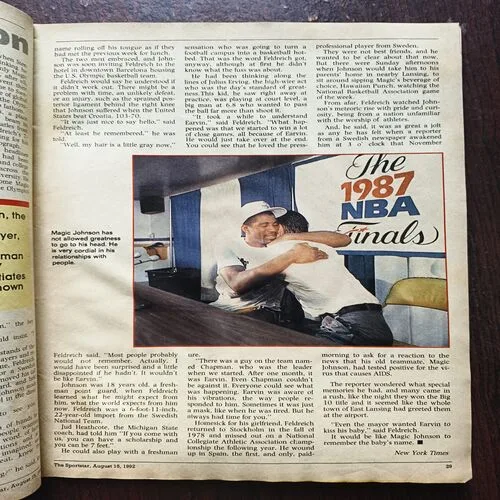 on
name rolling off his tongue as if they
had met the previous week for lunch.
The two men embraced, and John-
son was soon inviting Feldreich to the
hotel in downtown Barcelona housing
the U.S. Olympic basketball team.
Feldreich would be understood if
it didn't work out. There might be a
problem with time, an unlikely defeat,
or an injury, such as the sprained pos-
terior ligament behind the right knee
that Johnson suffered when the U.S.
Stars beat Croatia, 103-70.
"It was just nice to say hello," said
Feldreich.
"At least he remembered," he was
told.
"Well, my hair is a little gray now,"
sensation who was going to turn a
football campus into a basketball hot-
bed. That was the word Feldreich got,
anyway, although at first he didn't
know what the fuss was about.
He had been thinking along the
lines of Julius Erving, the high-wire act
who was the day's standard of great-
ness. This kid, he saw right away at
practice, was playing at court level, a
big man at 6.8 who wanted to pass
the ball far more than shoot it.
"It took a while to understand
Earvin," said Feldreich. "What hap-
pened was that we started to win a lot
of close games, all because of Earvin.
He would just take over at the end.
You could see that he loved the press-
professional player from Sweden.
They were not best friends, and he
wanted to be clear about that now.
But there were Sunday afternoons
when Johnson would take him to his
parents' home in nearby Lansing, to
sit around sipping Magic's beverage of
choice, Hawaiian Punch, watching the
National Basketball Association game
of the week.
From afar, Feldreich watched John-
son's meteoric rise with pride and curi-
osity, being from a nation unfamiliar
with the worship of athletes.
And, he said, it was as great a jolt
as any he has felt when a reporter
from a Swedish newspaper awakened
him at 3 o' clock that November
The
1987
NBA
Finals
Magic Johnson has
not allowed greatness
to go to his head. He
is very cordial in his
relationships with
people.
Feldreich said. "Most people probably
would not remember. Actually, I
would have been surprised and a little
disappointed if he hadn't. It wouldn't
be like Earvin."
Johnson was 18 years old, a fresh-
man point guard, when Feldreich
learned what he might expect from
him, what the world expects from him
now. Feldreich was a 6-foot-11-inch,
22-year-old import from the Swedish
National Team.
Jud Heathcote, the Michigan State
coach, had told him "If you come with
us, you can have a scholarship and
you can be 7 feet".
He could also play with a freshman
ure.
"There was a guy on the team nam-
ed Chapman, who was the leader
when we started. After one month, it
was Earvin. Even Chapman couldn't
be against it. Everyone could see what
was happening. Earvin was aware of
his vibrations, the way people re-
sponded to him. Sometimes it was just
a mask, like when he was tired. But he
always had time for you."
Homesick for his girlfriend, Feldreich
returned to Stockholm in the fall of
1978 and missed out on a National
Collegiate Athletic Association champ-
ionship the following year. He wound
up in Spain, the first, and only, paid-
morning to ask for a reaction to the
news that his old teammate, Magic
Johnson, had tested positive for the vi-
rus that causes AIDS.
The reporter wondered what special
memories he had, and many came in
a rush, like the night they won the Big
10 title and it seemed like the whole
town of East Lansing had greeted them
at the airport.
"Even the mayor wanted Earvin to
kiss his baby," said Feldreich.
It would be like Magic Johnson to
remember the baby's name. ■
New York Times
The Sportstar, August 15, 1992
29